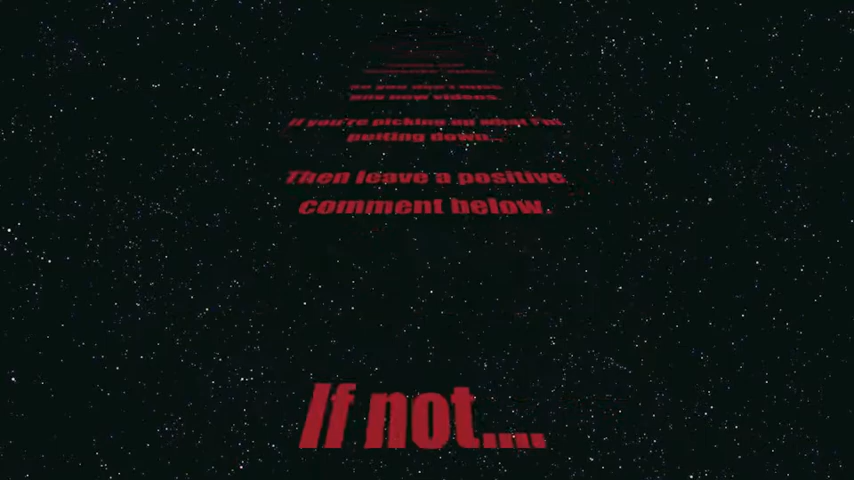 so you don't miss
any new videos.
If you're picking up what I'm
putting down...
Then leave a positive
comment below.
If not....